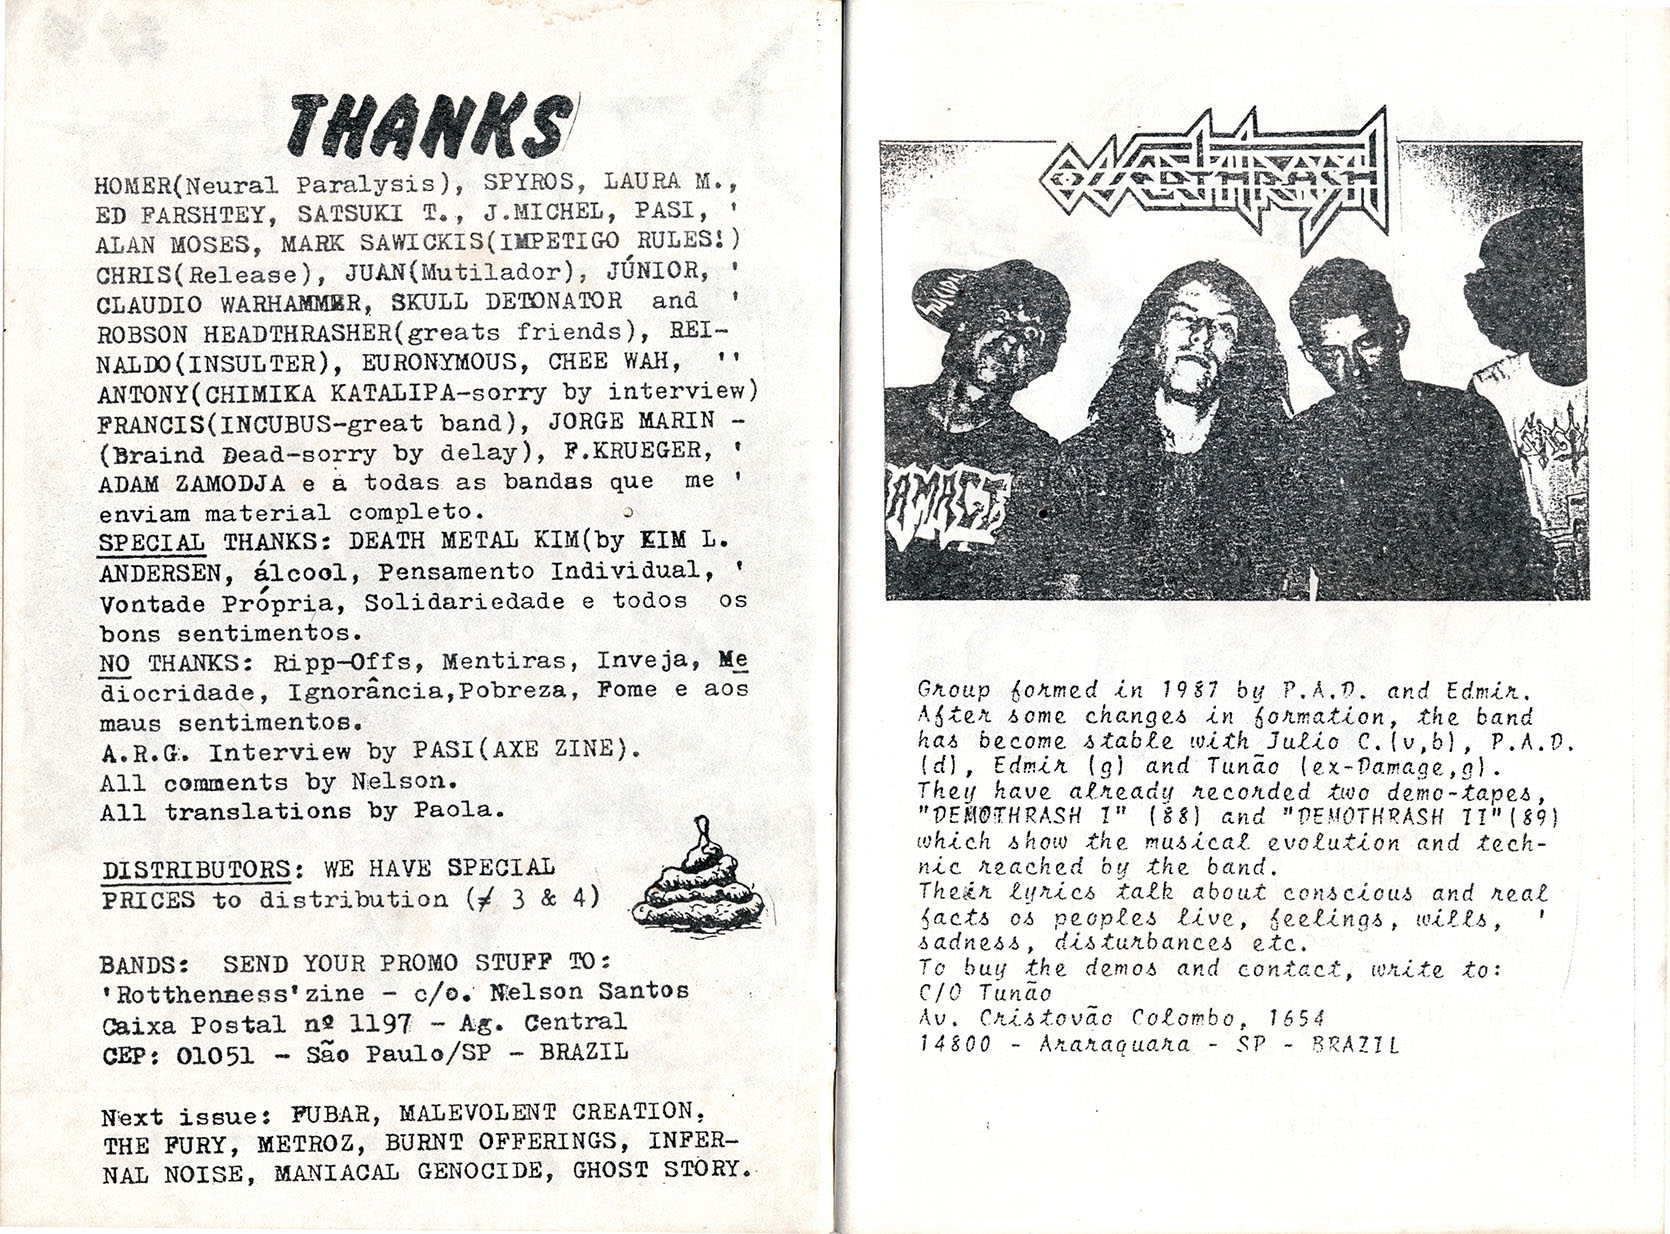 THANKS
HOMER(Neural Paralysis), SPYROS, LAURA M.,
ED FARSHTEY, SATSUKI T., J.MICHEL, PASI, '
ALAN MOSES, MARK SAWICKIS(IMPETIGO RULES!)
CHRIS(Release), JUAN(Mutilador), JÚNIOR, '
CLAUDIO WARHAMMER, SKULL DETONATOR and '
ROBSON HEADTHRASHER(greats friends), REI-
NALDO(INSULTER), EURONYMOUS, CHEE WAH, ''
ANTONY(CHIMIKA KATALIPA-sorry by interview)
FRANCIS(INCUBUS-great band), JORGE MARIN -
(Braind Dead-sorry by delay), F.KRUEGER, '
ADAM ZAMODJA e a todas as bandas que me '
enviam material completo.
SPECIAL THANKS: DEATH METAL KIM(by KIM L.
ANDERSEN, álcool, Pensamento Individual, '
Vontade Própria, Solidariedade e todos os
bons sentimentos.
NO THANKS: Ripp-Offs, Mentiras, Inveja, Me
diocridade, Ignorância,Pobreza, Fome e aos
maus sentimentos.
A.R.G. Interview by PASI(AXE ZINE).
All comments by Nelson.
All translations by Paola.
DISTRIBUTORS: WE HAVE SPECIAL
PRICES to distribution (≠ 3 & 4)
BANDS: SEND YOUR PROMO STUFF TO:
'Rotthenness'zine - c/o. Nelson Santos
Caixa Postal nº 1197 - Ag. Central
CEP: 01051 - São Paulo/SP - BRAZIL
Next issue: FUBAR, MALEVOLENT CREATION,
THE FURY, METROZ, BURNT OFFERINGS, INFER-
NAL NOISE, MANIACAL GENOCIDE, GHOST STORY.
OVERTHRASH
Group formed in 1987 by P.A.D. and Edmir.
After some changes in formation, the band
has become stable with Julio C.(v,b), P.A.D.
(d), Edmir (g) and Tunão (ex-Damage,g).
They have already recorded two demo-tapes,
"DEMOTHRASH I" (88) and "DEMOTHRASH II"(89)
which show the musical evolution and tech-
nic reached by the band.
Their lyrics talk about conscious and real
facts os peoples live, feelings, wills, '
sadness, disturbances etc.
To buy the demos and contact, write to:
C/O Tunão
Av. Cristovão Colombo, 1654
14800 - Araraquara - SP - BRAZIL